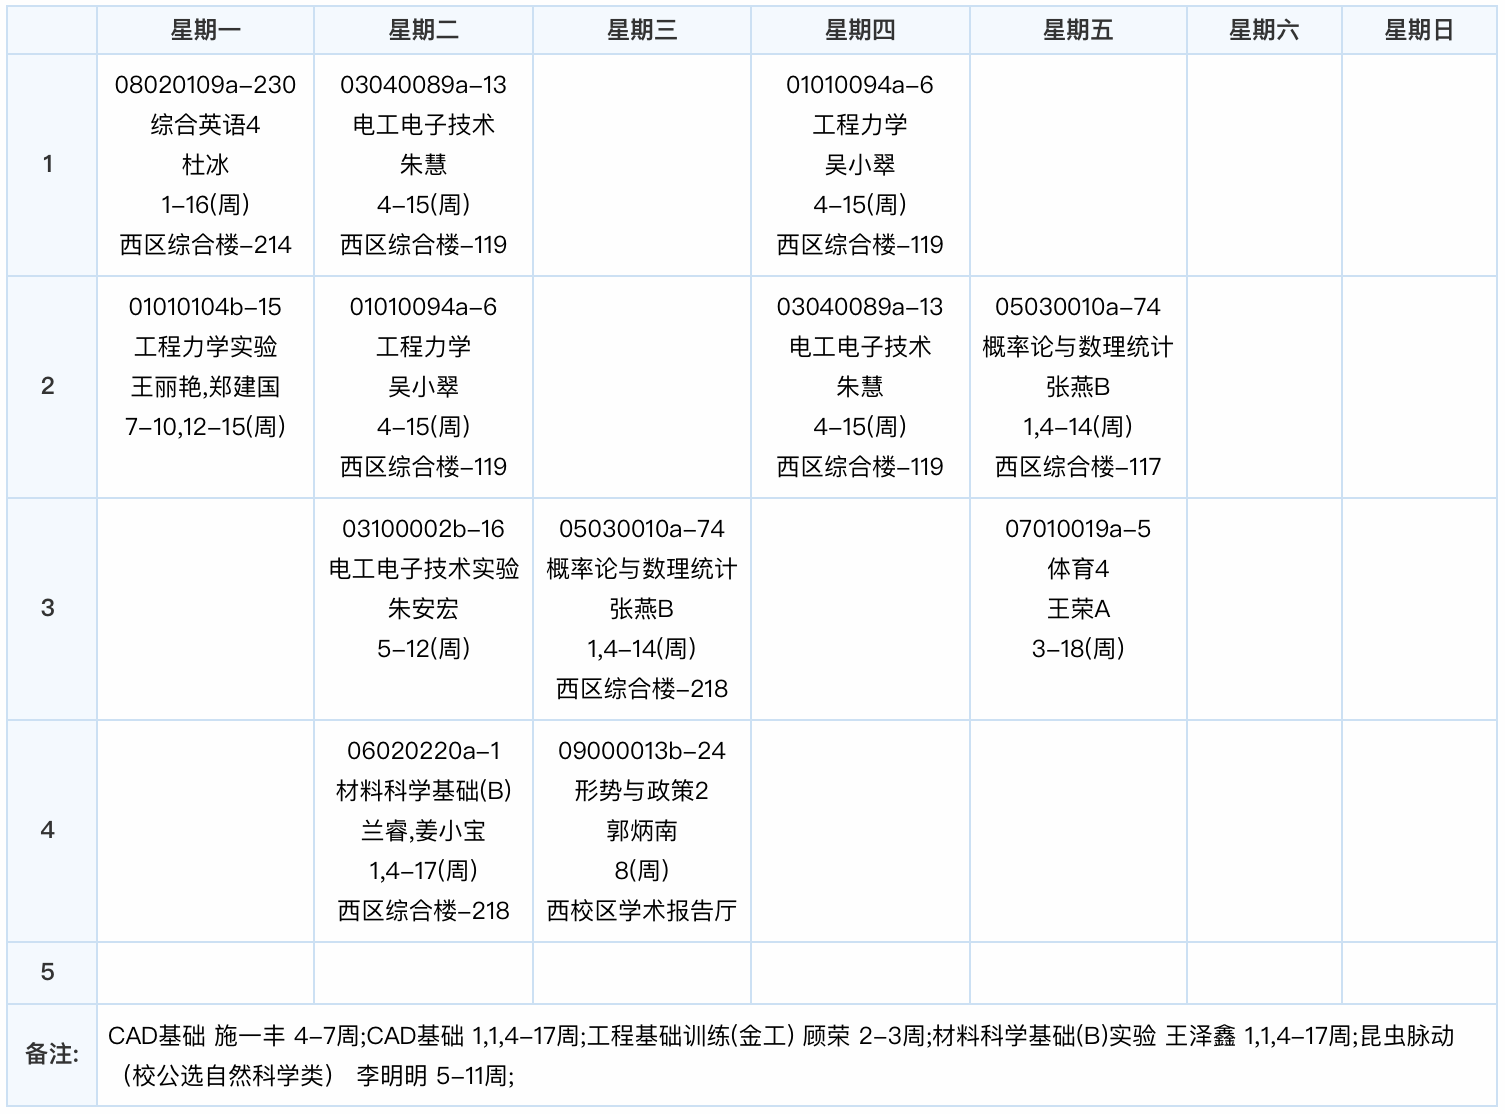 星期一 星期二 星期三 星期四 星期五 星期六 星期日
1
08020109a-230
综合英语4
杜冰
1-16(周)
西区综合楼-214
03040089a-13
电工电子技术
朱慧
4-15(周)
西区综合楼-119
01010094a-6
工程力学
吴小翠
4-15(周)
西区综合楼-119
2
01010104b-15
工程力学实验
王丽艳,郑建国
7-10,12-15(周)
01010094a-6
工程力学
吴小翠
4-15(周)
西区综合楼-119
03040089a-13
电工电子技术
朱慧
4-15(周)
西区综合楼-119
05030010a-74
概率论与数理统计
张燕B
1,4-14(周)
西区综合楼-117
3
03100002b-16
电工电子技术实验
朱安宏
5-12(周)
05030010a-74
概率论与数理统计
张燕B
1,4-14(周)
西区综合楼-218
07010019a-5
体育4
王荣A
3-18(周)
4
06020220a-1
材料科学基础(B)
兰睿,姜小宝
1,4-17(周)
西区综合楼-218
09000013b-24
形势与政策2
郭炳南
8(周)
西校区学术报告厅
5
备注:
CAD基础 施一丰 4-7周;CAD基础 1,1,4-17周;工程基础训练(金工) 顾荣 2-3周;材料科学基础(B)实验 王泽鑫 1,1,4-17周;昆虫脉动
（校公选自然科学类） 李明明 5-11周;